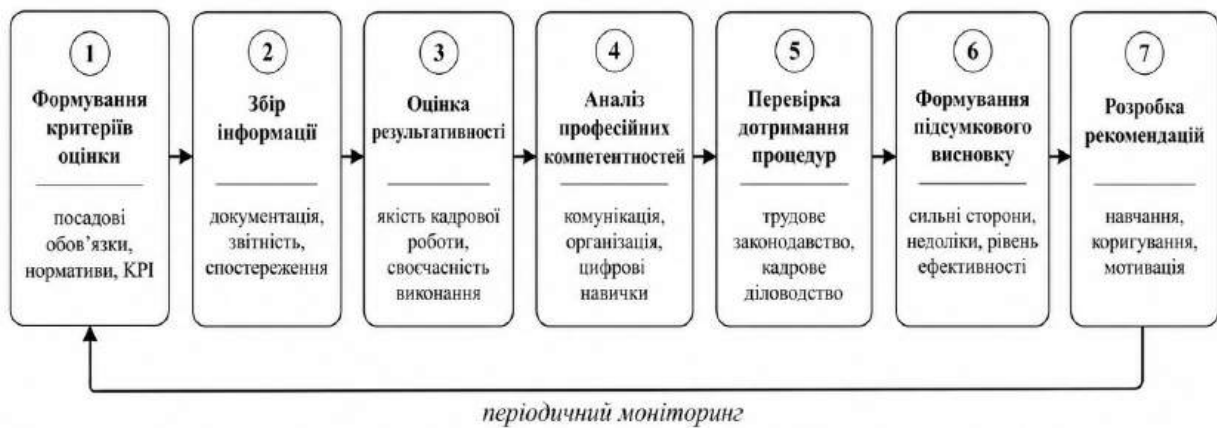 1
Формування
критеріїв
оцінки
посадові
обов’язки,
нормативи, KPI
2
Збір
інформації
документація,
звітність,
спостереження
3
Оцінка
результативності
якість кадрової
роботи,
своєчасність
виконання
4
Аналіз
професійних
компетентностей
комунікація,
організація,
цифрові
навички
5
Перевірка
дотримання
процедур
трудове
законодавство,
кадрове
діловодство
6
Формування
підсумкового
висновку
сильні сторони,
недоліки, рівень
ефективності
7
Розробка
рекомендацій
навчання,
коригування,
мотивація
періодичний моніторинг